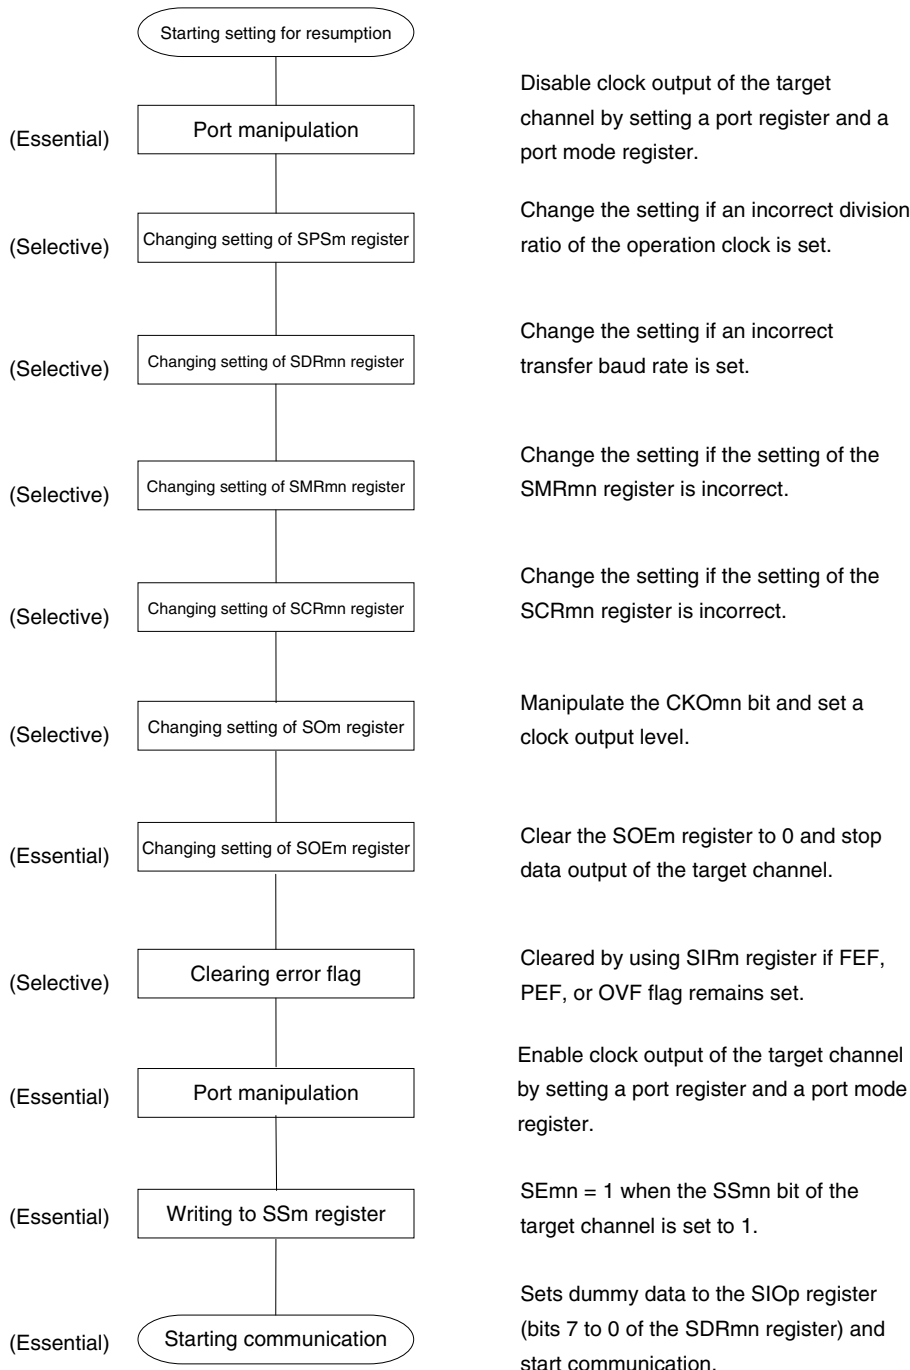 Starting setting for resumption
(Essential)
Port manipulation
Disable clock output of the target
channel by setting a port register and a
port mode register.
(Selective)
Changing setting of SPSm register
Change the setting if an incorrect division
ratio of the operation clock is set.
(Selective)
Changing setting of SDRmn register
Change the setting if an incorrect
transfer baud rate is set.
(Selective)
Changing setting of SMRmn register
Change the setting if the setting of the
SMRmn register is incorrect.
(Selective)
Changing setting of SCRmn register
Change the setting if the setting of the
SCRmn register is incorrect.
(Selective)
Changing setting of SOm register
Manipulate the CKOmn bit and set a
clock output level.
(Essential)
Changing setting of SOEm register
Clear the SOEm register to 0 and stop
data output of the target channel.
(Selective)
Clearing error flag
Cleared by using SIRm register if FEF,
PEF, or OVF flag remains set.
(Essential)
Port manipulation
Enable clock output of the target channel
by setting a port register and a port mode
register.
(Essential)
Writing to SSm register
SEmn = 1 when the SSmn bit of the
target channel is set to 1.
(Essential)
Starting communication
Sets dummy data to the SIOp register
(bits 7 to 0 of the SDRmn register) and
start communication.